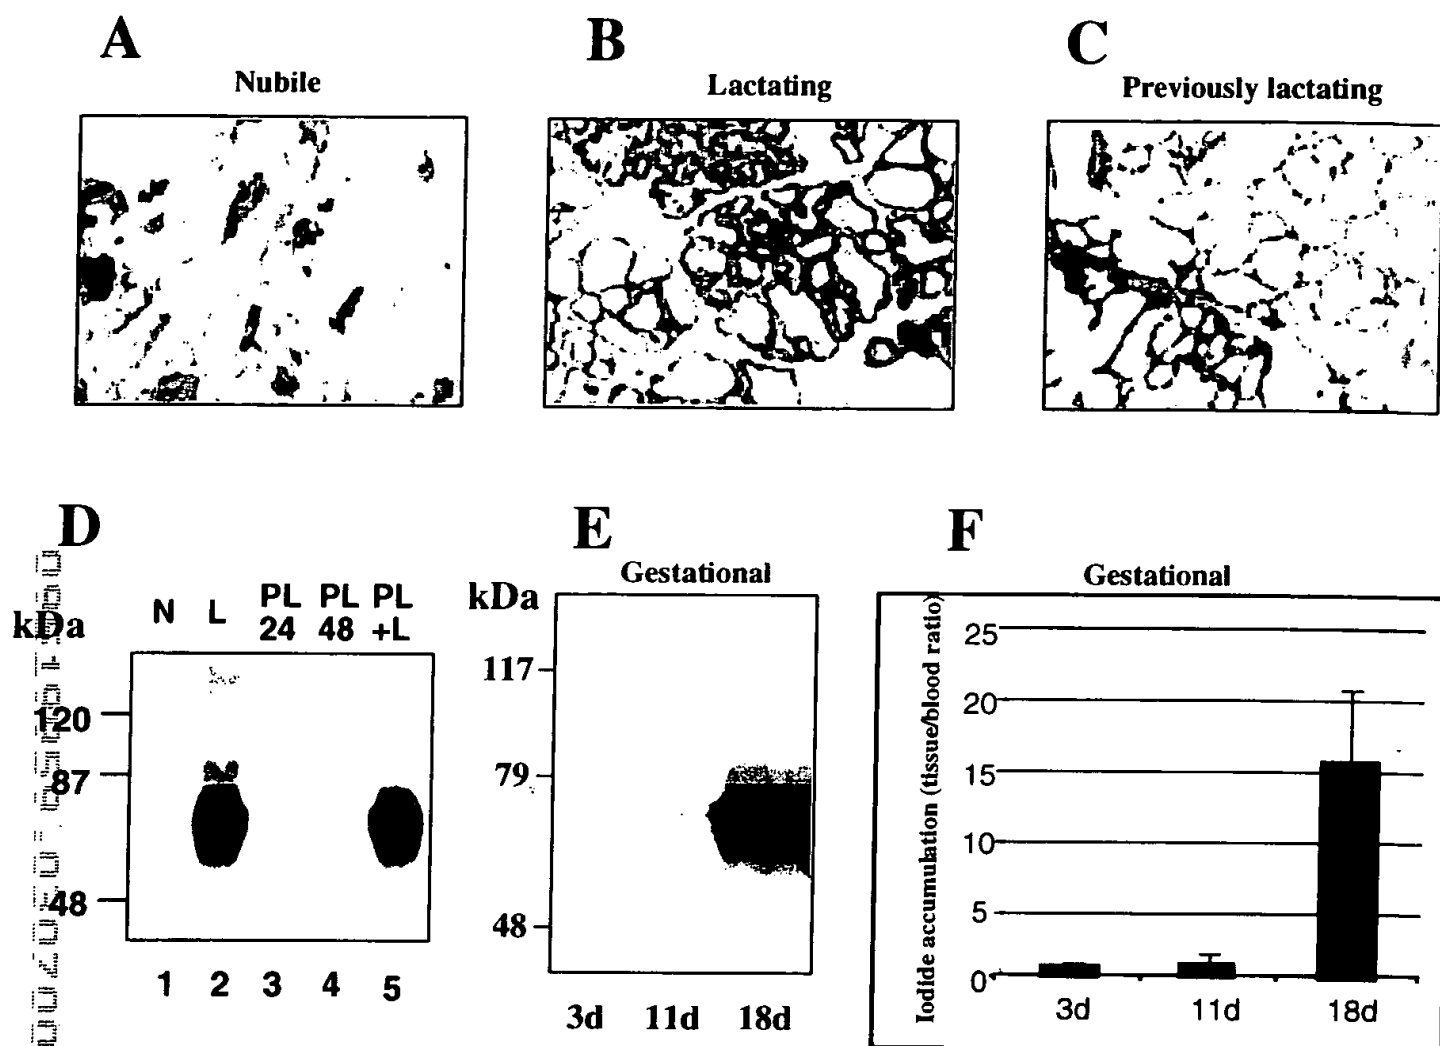 A
Nubile
B
Lactating
C
Previously lactating
D
kDa
N L PL 24 PL 48 PL +L
120
87
48
1 2 3 4 5
E
Gestational
kDa
117
79
48
3d 11d 18d
F
Gestational
Iodide accumulation (tissue/blood ratio)
25
20
15
10
5
0
3d 11d 18d